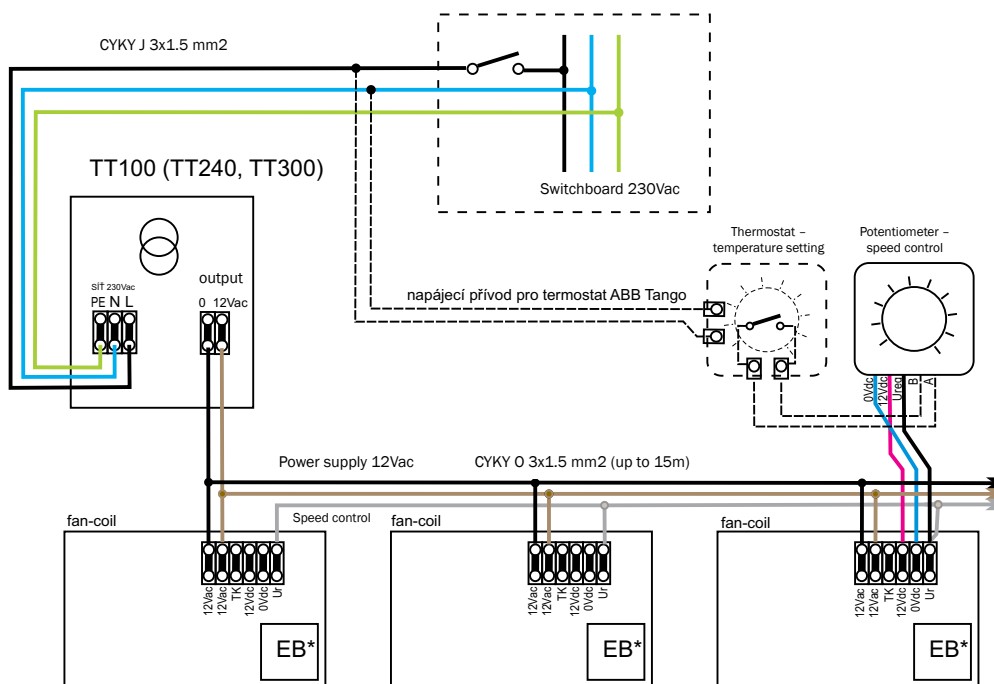 CYKY J 3x1.5 mm2
Switchboard 230Vac
TT100 (TT240, TT300)
output
SÍŤ 230Vac
PE N L
0 12Vac
Thermostat –
temperature setting
Potentiometer –
speed control
napájecí přívod pro termostat ABB Tango
0Vdc
12Vdc
Ureg
B
A
Power supply 12Vac
CYKY O 3x1.5 mm2 (up to 15m)
fan-coil
Speed control
fan-coil
fan-coil
12Vac
12Vac
TK
12Vdc
0Vdc
Ur
12Vac
12Vac
TK
12Vdc
0Vdc
Ur
12Vac
12Vac
TK
12Vdc
0Vdc
Ur
EB*
EB*
EB*